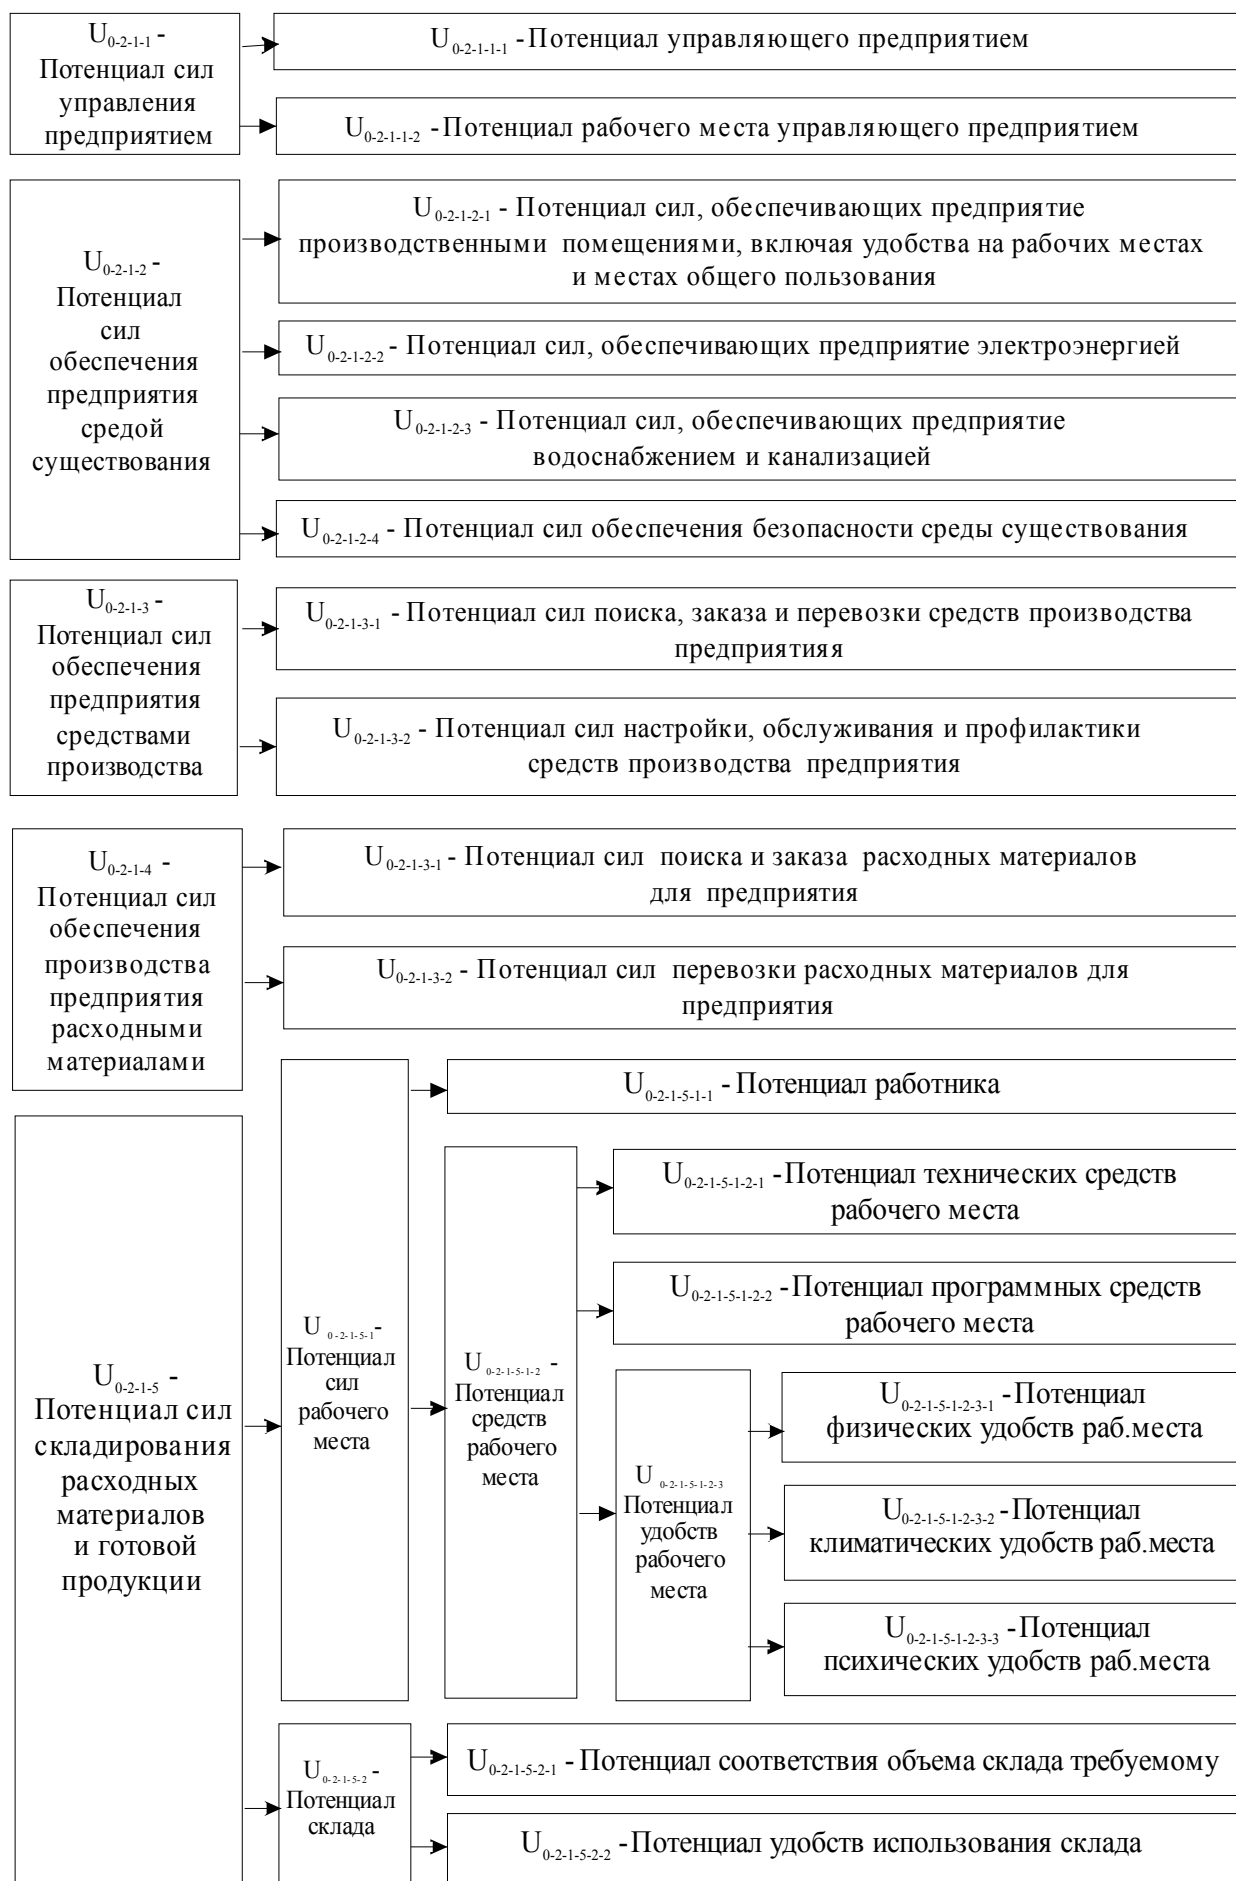 U0-2-1-1 -
Потенциал сил
управления
предприятием
U0-2-1-1-1 - Потенциал управляющего предприятием
U0-2-1-1-2 - Потенциал рабочего места управляющего предприятием
U0-2-1-2 -
Потенциал
сил
обеспечения
предприятия
средой
существования
U0-2-1-2-1 - Потенциал сил, обеспечивающих предприятие
производственными помещениями, включая удобства на рабочих местах
и местах общего пользования
U0-2-1-2-2 - Потенциал сил, обеспечивающих предприятие электроэнергией
U0-2-1-2-3 - Потенциал сил, обеспечивающих предприятие
водоснабжением и канализацией
U0-2-1-2-4 - Потенциал сил обеспечения безопасности среды существования
U0-2-1-3 -
Потенциал сил
обеспечения
предприятия
средствами
производства
U0-2-1-3-1 - Потенциал сил поиска, заказа и перевозки средств производства
предприятияя
U0-2-1-3-2 - Потенциал сил настройки, обслуживания и профилактики
средств производства предприятия
U0-2-1-4 -
Потенциал сил
обеспечения
производства
предприятия
расходными
материалами
U0-2-1-3-1 - Потенциал сил поиска и заказа расходных материалов
для предприятия
U0-2-1-3-2 - Потенциал сил перевозки расходных материалов для
предприятия
U0-2-1-5 -
Потенциал сил
складирования
расходных
материалов
и готовой
продукции
U 0-2-1-5-1-
Потенциал
сил
рабочего
места
U0-2-1-5-1-1 - Потенциал работника
U0-2-1-5-1-2 -
Потенциал
средств
рабочего
места
U0-2-1-5-1-2-1 - Потенциал технических средств
рабочего места
U0-2-1-5-1-2-2 - Потенциал программных средств
рабочего места
U 0-2-1-5-1-2-3
Потенциал
удобств
рабочего
места
U0-2-1-5-1-2-3-1 - Потенциал
физических удобств раб.места
U0-2-1-5-1-2-3-2 - Потенциал
климатических удобств раб.места
U0-2-1-5-1-2-3-3 - Потенциал
психических удобств раб.места
U0-2-1-5-2 -
Потенциал
склада
U0-2-1-5-2-1 - Потенциал соответствия объема склада требуемому
U0-2-1-5-2-2 - Потенциал удобств использования склада